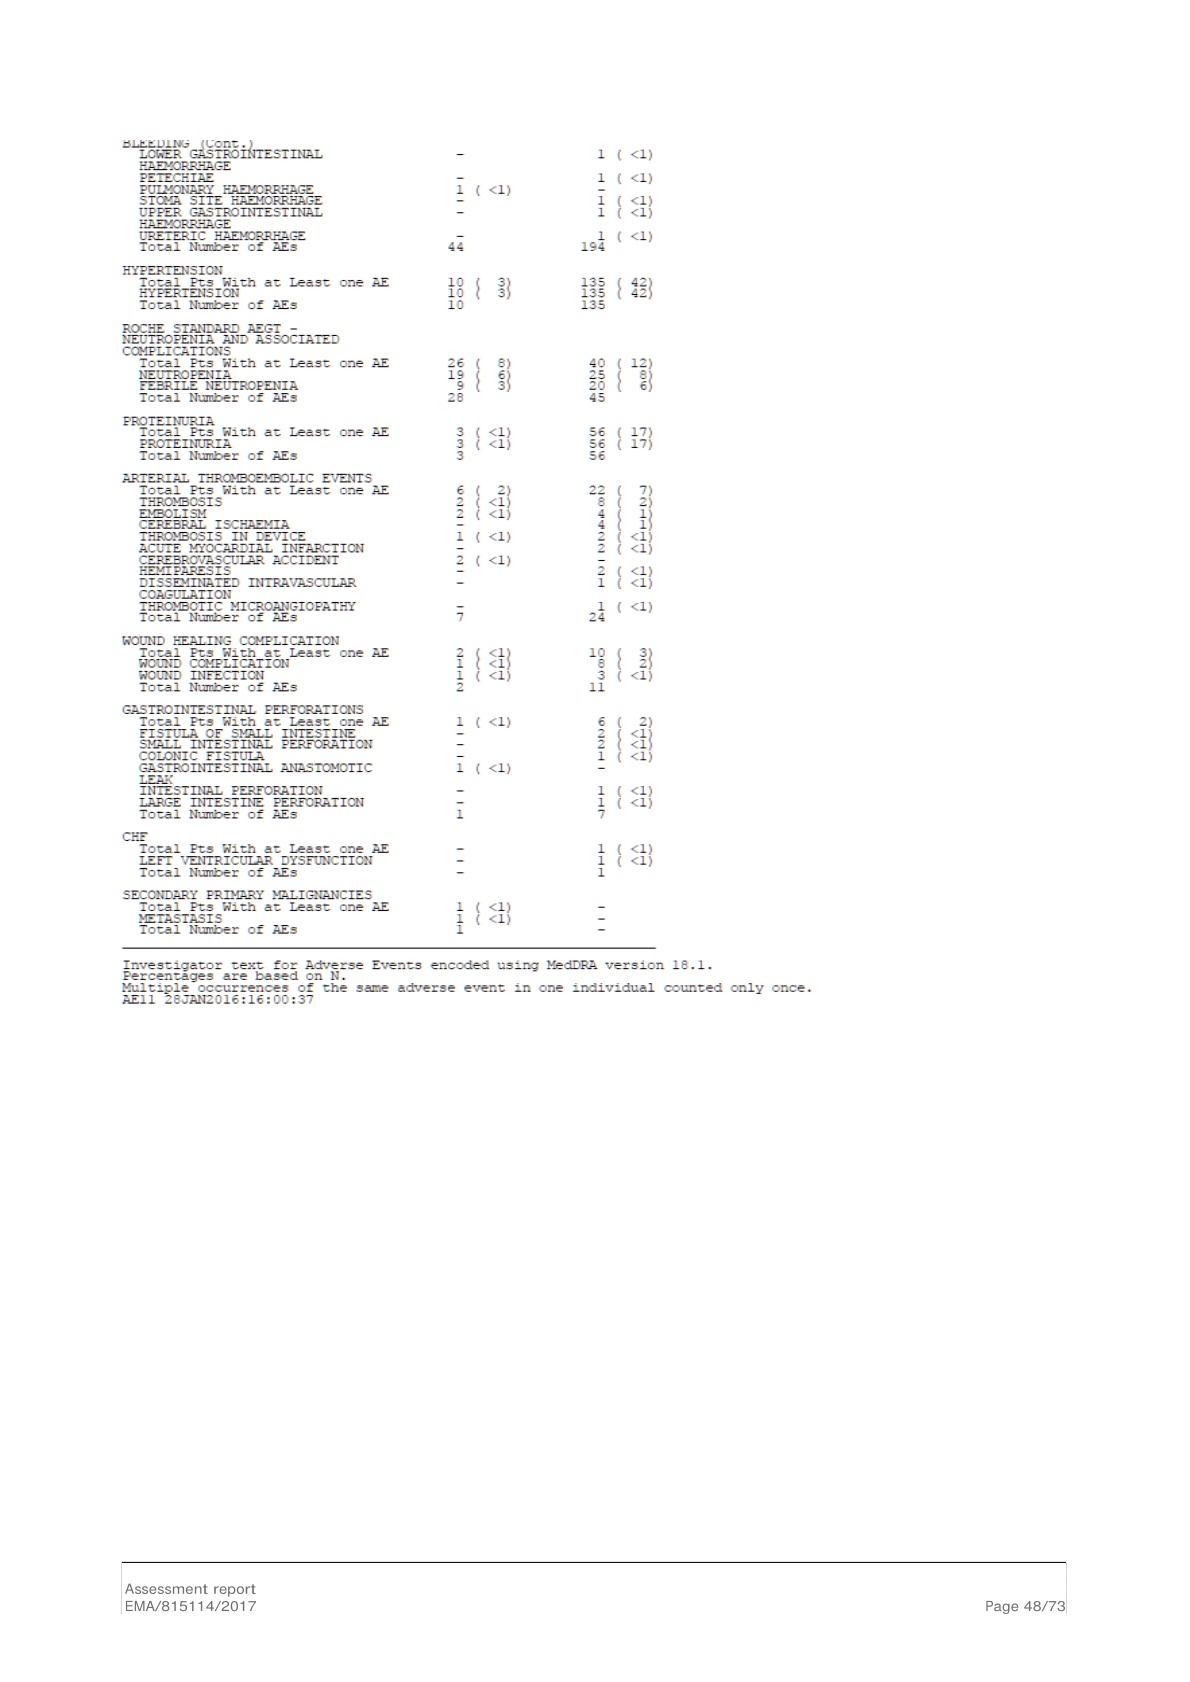 BLEEDING (Cont.)
LOWER GASTROINTESTINAL – 1 ( <1)
HAEMORRHAGE
PETECHIAE – 1 ( <1)
PULMONARY HAEMORRHAGE 1 ( <1) –
STOMA SITE HAEMORRHAGE – 1 ( <1)
UPPER GASTROINTESTINAL – 1 ( <1)
HAEMORRHAGE
URETERIC HAEMORRHAGE – 1 ( <1)
Total Number of AEs 44 194
HYPERTENSION
Total Pts With at Least one AE 10 ( 3) 135 ( 42)
HYPERTENSION 10 ( 3) 135 ( 42)
Total Number of AEs 10 135
ROCHE STANDARD AEGT –
NEUTROPENIA AND ASSOCIATED
COMPLICATIONS
Total Pts With at Least one AE 26 ( 8) 40 ( 12)
NEUTROPENIA 19 ( 6) 25 ( 8)
FEBRILE NEUTROPENIA 9 ( 3) 20 ( 6)
Total Number of AEs 28 45
PROTEINURIA
Total Pts With at Least one AE 3 ( <1) 56 ( 17)
PROTEINURIA 3 ( <1) 56 ( 17)
Total Number of AEs 3 56
ARTERIAL THROMBOEMBOLIC EVENTS
Total Pts With at Least one AE 6 ( 2) 22 ( 7)
THROMBOSIS 2 ( <1) 8 ( 2)
EMBOLISM 2 ( <1) 4 ( 1)
CEREBRAL ISCHAEMIA – 4 ( 1)
THROMBOSIS IN DEVICE 1 ( <1) 2 ( <1)
ACUTE MYOCARDIAL INFARCTION – 2 ( <1)
CEREBROVASCULAR ACCIDENT 2 ( <1) –
HEMIPARESIS – 2 ( <1)
DISSEMINATED INTRAVASCULAR – 1 ( <1)
COAGULATION
THROMBOTIC MICROANGIOPATHY – 1 ( <1)
Total Number of AEs 7 24
WOUND HEALING COMPLICATION
Total Pts With at Least one AE 2 ( <1) 10 ( 3)
WOUND COMPLICATION 1 ( <1) 8 ( 2)
WOUND INFECTION 1 ( <1) 3 ( <1)
Total Number of AEs 2 11
GASTROINTESTINAL PERFORATIONS
Total Pts With at Least one AE 1 ( <1) 6 ( 2)
FISTULA OF SMALL INTESTINE – 2 ( <1)
SMALL INTESTINAL PERFORATION – 2 ( <1)
COLONIC FISTULA – 1 ( <1)
GASTROINTESTINAL ANASTOMOTIC 1 ( <1) –
LEAK
INTESTINAL PERFORATION – 1 ( <1)
LARGE INTESTINE PERFORATION – 1 ( <1)
Total Number of AEs 1 7
CHF
Total Pts With at Least one AE – 1 ( <1)
LEFT VENTRICULAR DYSFUNCTION – 1 ( <1)
Total Number of AEs – 1
SECONDARY PRIMARY MALIGNANCIES
Total Pts With at Least one AE 1 ( <1) –
METASTASIS 1 ( <1) –
Total Number of AEs 1 –
Investigator text for Adverse Events encoded using MedDRA version 18.1.
Percentages are based on N.
Multiple occurrences of the same adverse event in one individual counted only once.
AE11 28JAN2016:16:00:37
Assessment report
EMA/815114/2017 Page 48/73